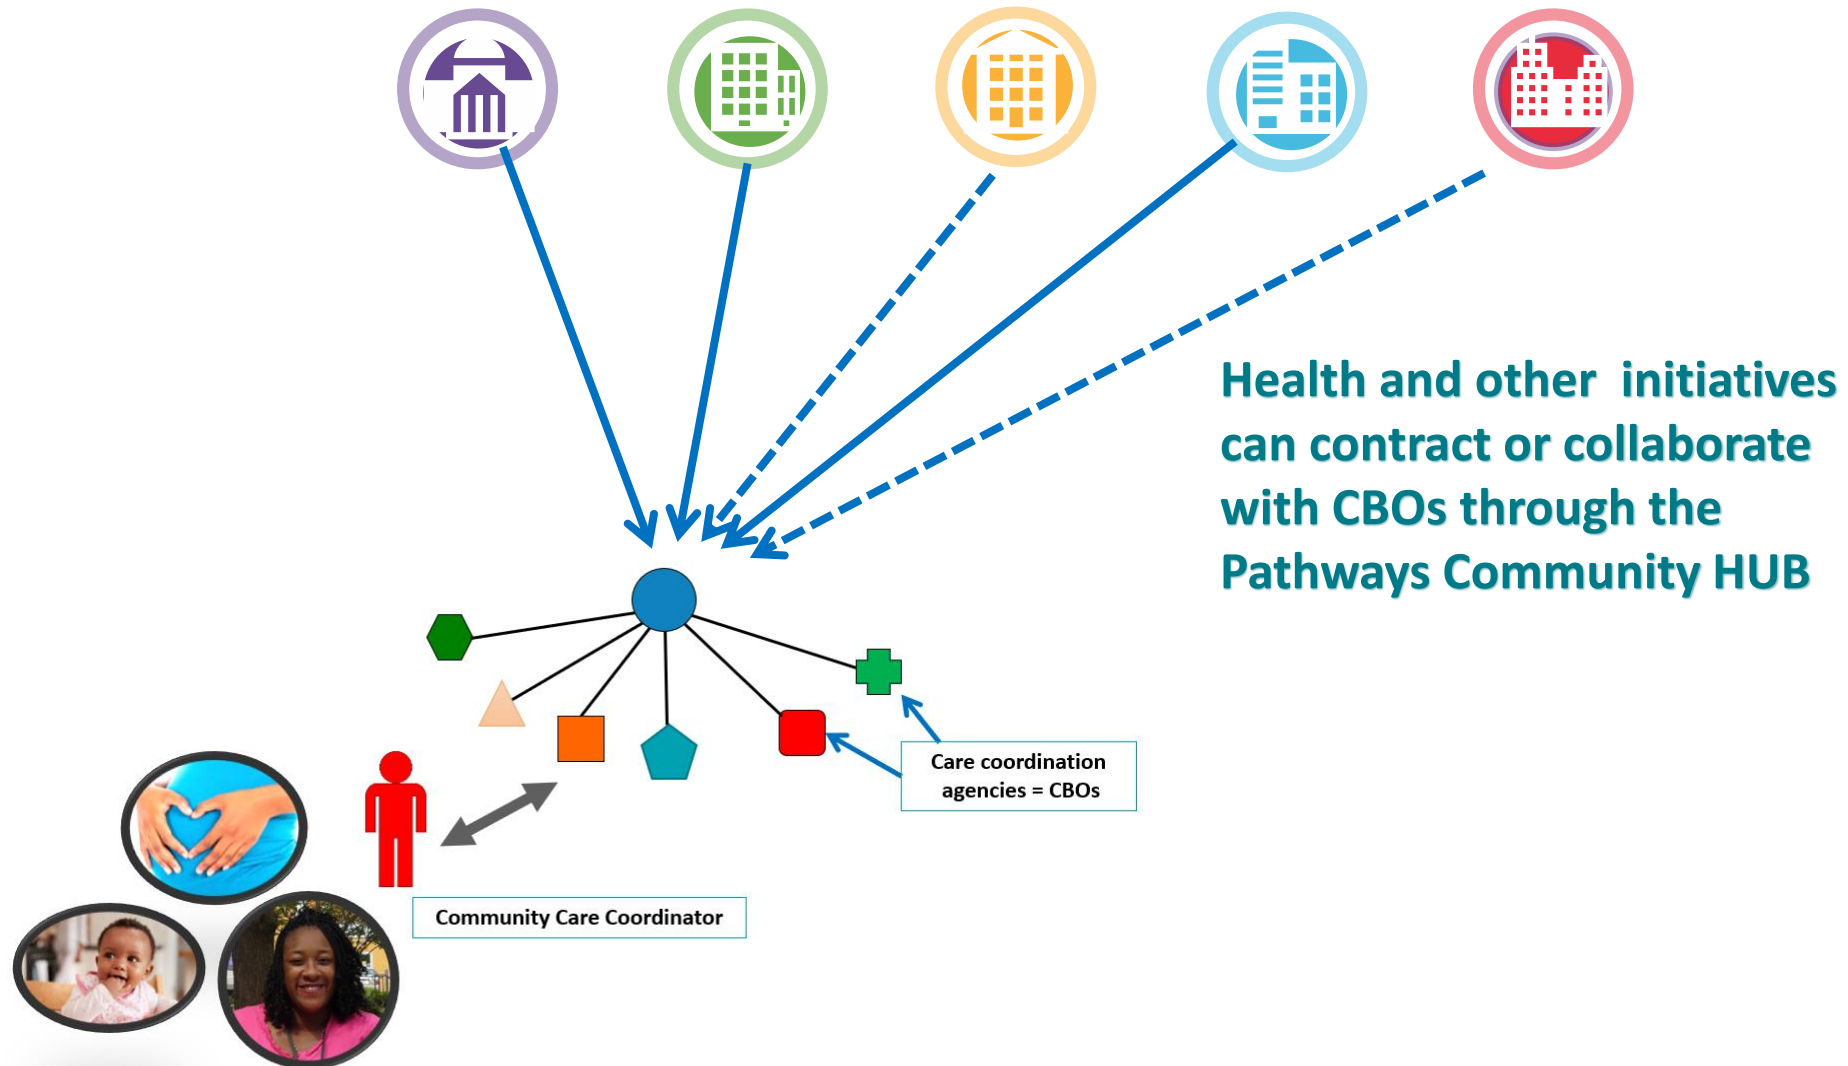 Health and other  initiatives
can contract or collaborate
with CBOs through the
Pathways Community HUB
Care coordination
agencies = CBOs
Community Care Coordinator